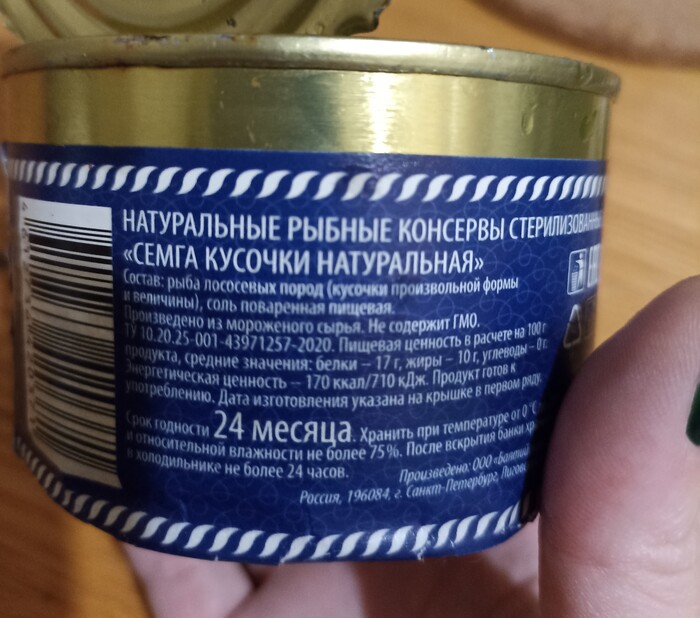 НАТУРАЛЬНЫЕ РЫБНЫЕ КОНСЕРВЫ СТЕРИЛИЗОВАННЫЕ
«СЕМГА КУСОЧКИ НАТУРАЛЬНАЯ»
Состав: рыба лососевых пород (кусочки произвольной формы
и величины), соль поваренная пищевая.
Произведено из мороженого сырья. Не содержит ГМО.
ТУ 10.20.25-001-43971257-2020. Пищевая ценность в расчете на 100 г
продукта, средние значения: белки – 17 г, жиры – 10 г, углеводы – 0 г.
Энергетическая ценность – 170 ккал/710 кДж. Продукт готов к
употреблению. Дата изготовления указана на крышке в первом ряду.
Срок годности 24 месяца. Хранить при температуре от 0 °C
и относительной влажности не более 75%. После вскрытия банки
в холодильнике не более 24 часов.
Произведено: ООО
Россия, 196084, г. Санкт-Петербург,